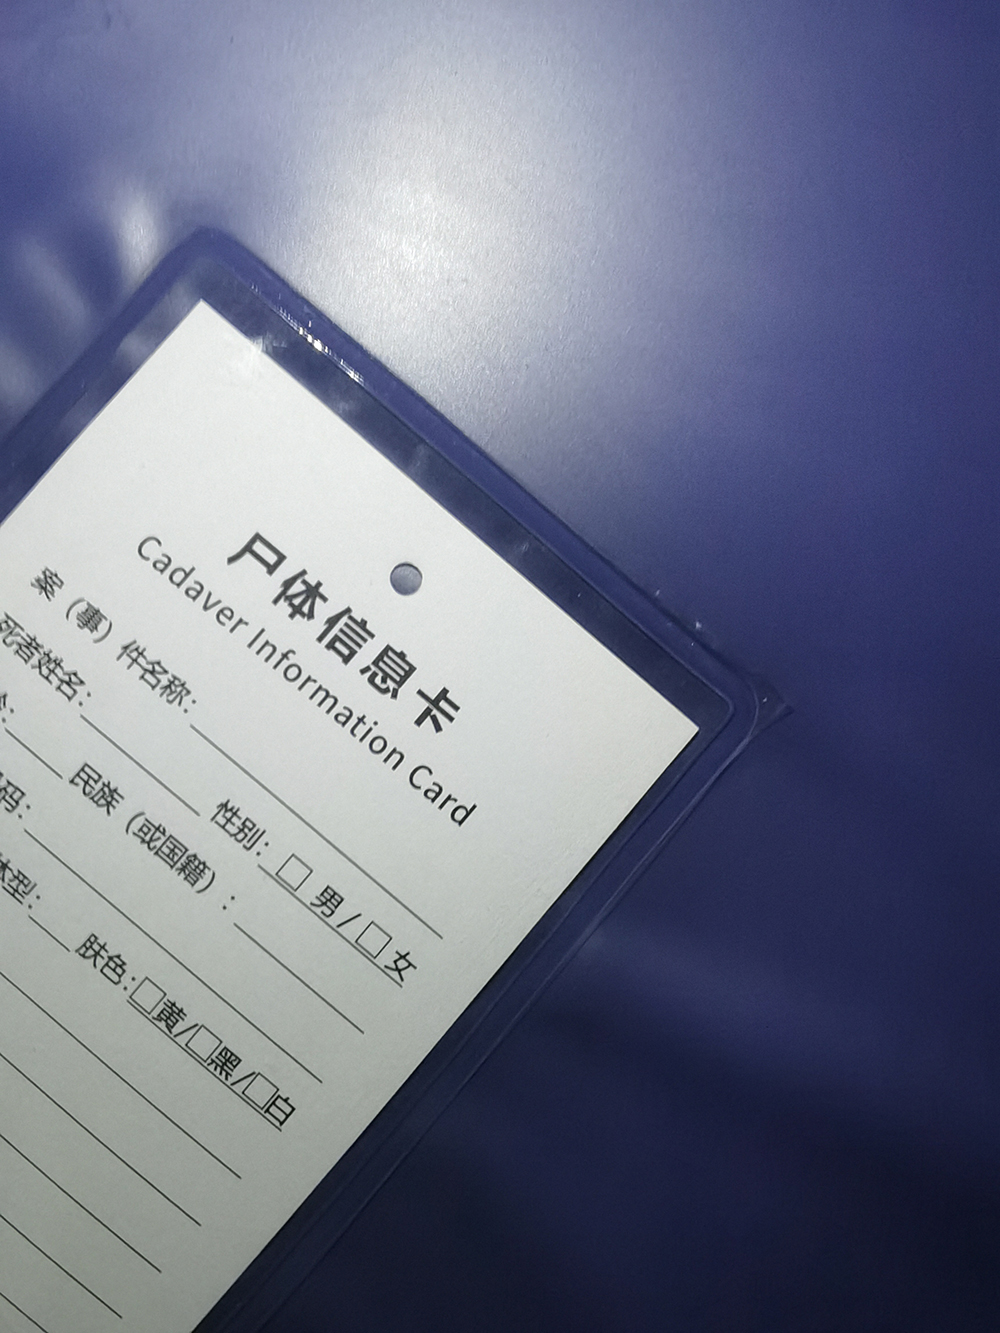 尸体信息卡
Cadaver Information Card
案（事）件名称：
死者姓名： 性别：□男/□女
民族（或国籍）：
码：
体型： 肤色：□黄/□黑/□白